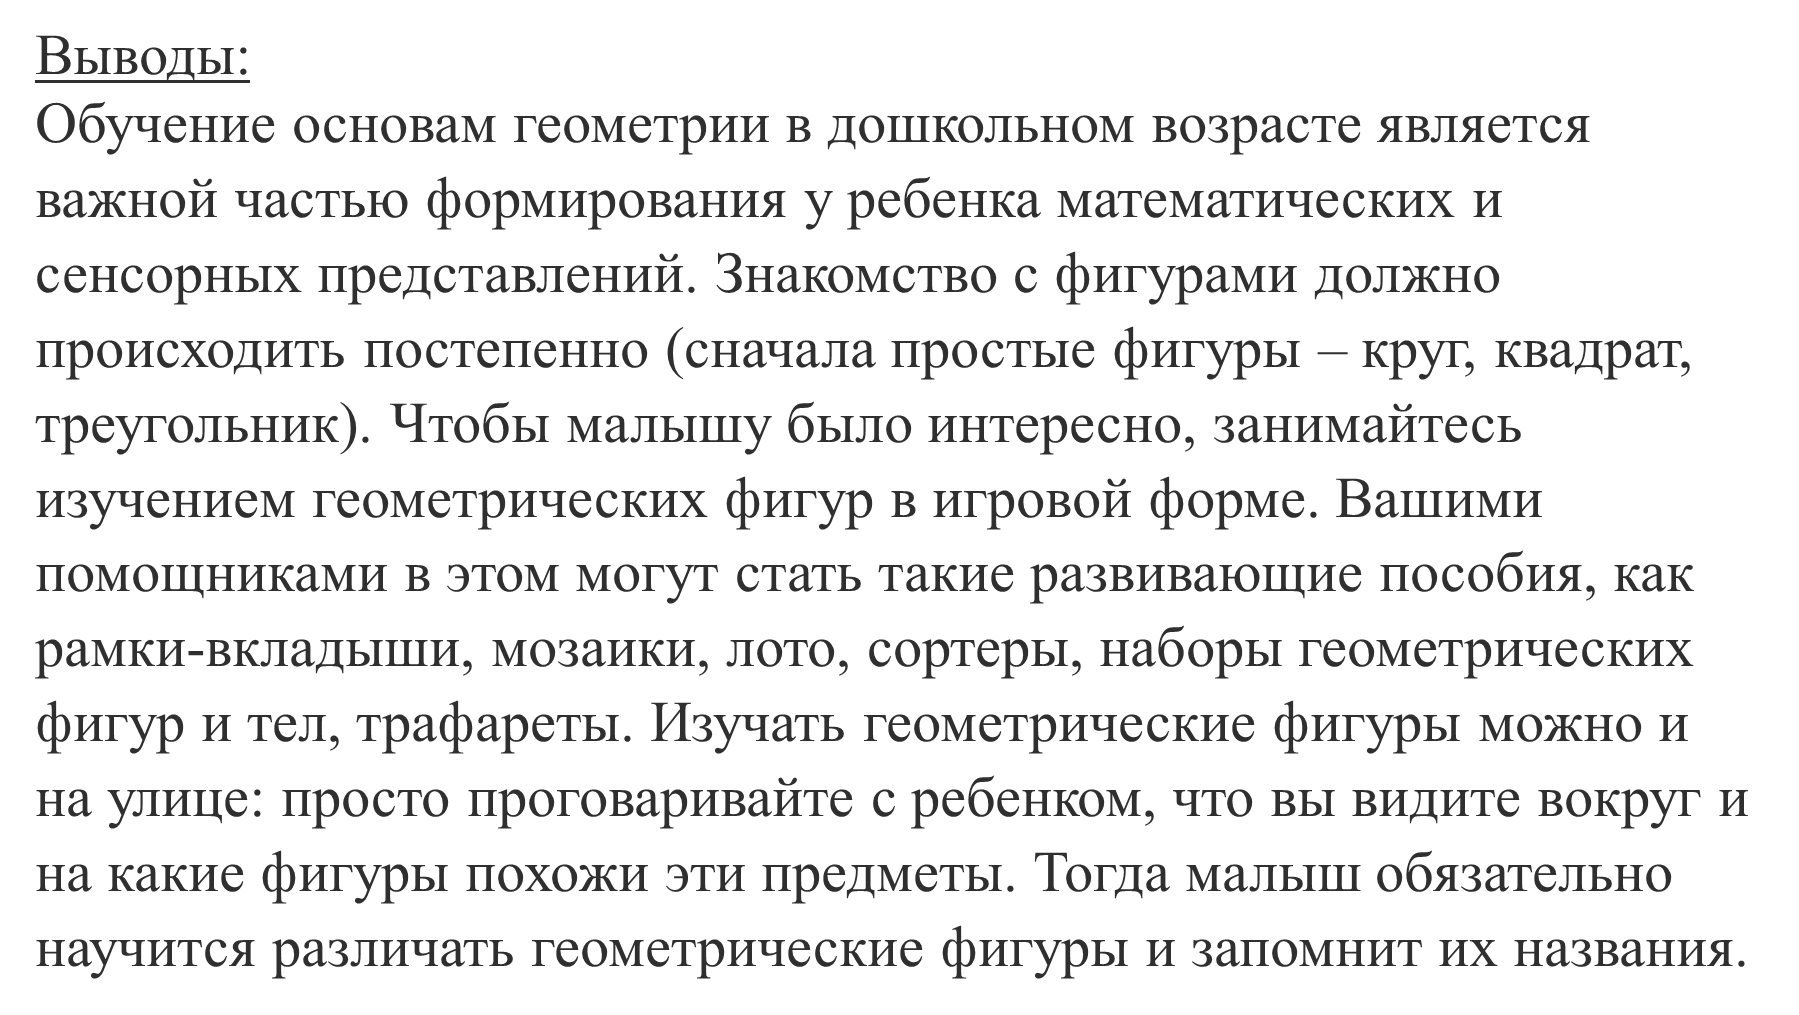 Выводы:
Обучение основам геометрии в дошкольном возрасте является
важной частью формирования у ребенка математических и
сенсорных представлений. Знакомство с фигурами должно
происходить постепенно (сначала простые фигуры – круг, квадрат,
треугольник). Чтобы малышу было интересно, занимайтесь
изучением геометрических фигур в игровой форме. Вашими
помощниками в этом могут стать такие развивающие пособия, как
рамки-вкладыши, мозаики, лото, сортеры, наборы геометрических
фигур и тел, трафареты. Изучать геометрические фигуры можно и
на улице: просто проговаривайте с ребенком, что вы видите вокруг и
на какие фигуры похожи эти предметы. Тогда малыш обязательно
научится различать геометрические фигуры и запомнит их названия.